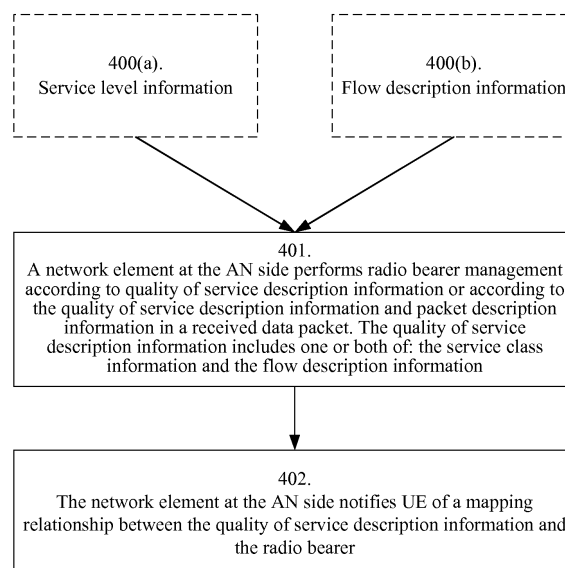 400(a).
Service level information
400(b).
Flow description information
401.
A network element at the AN side performs radio bearer management
according to quality of service description information or according to
the quality of service description information and packet description
information in a received data packet. The quality of service
description information includes one or both of: the service class
information and the flow description information
402.
The network element at the AN side notifies UE of a mapping
relationship between the quality of service description information and
the radio bearer